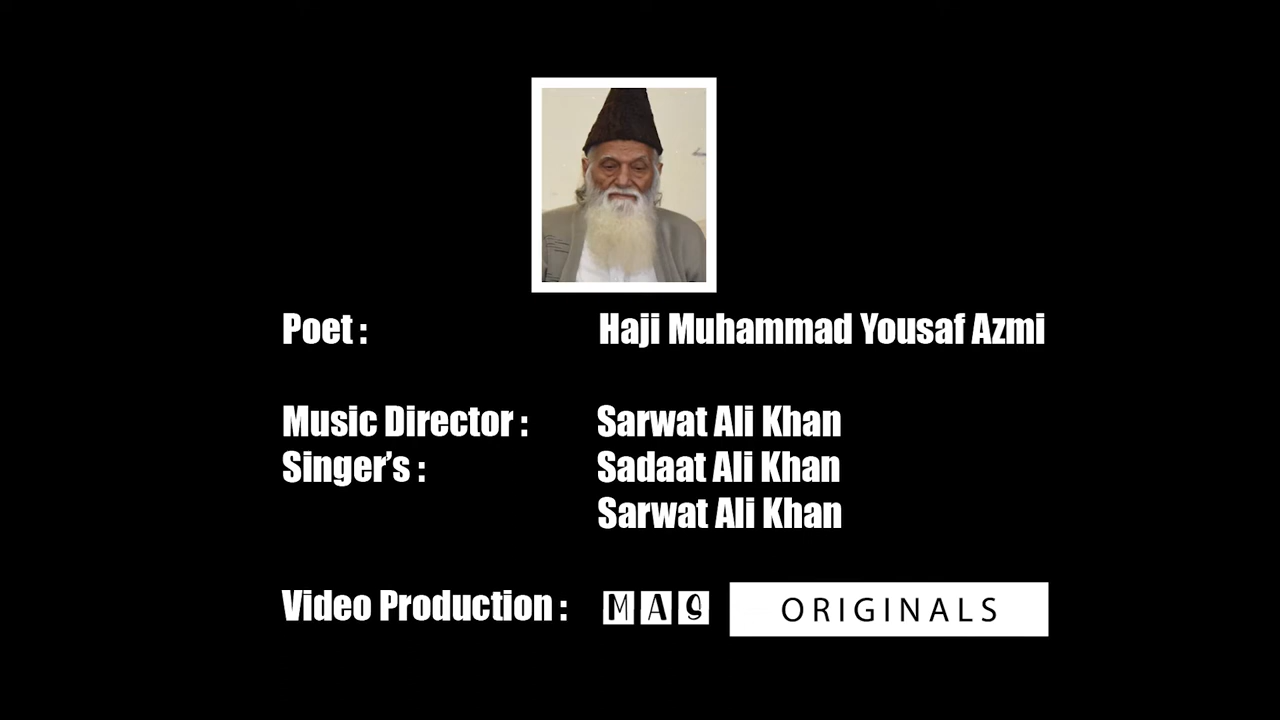 Poet : Haji Muhammad Yousaf Azmi
Music Director : Sarwat Ali Khan
Singer's : Sadaat Ali Khan
Sarwat Ali Khan
Video Production : MAS ORIGINALS